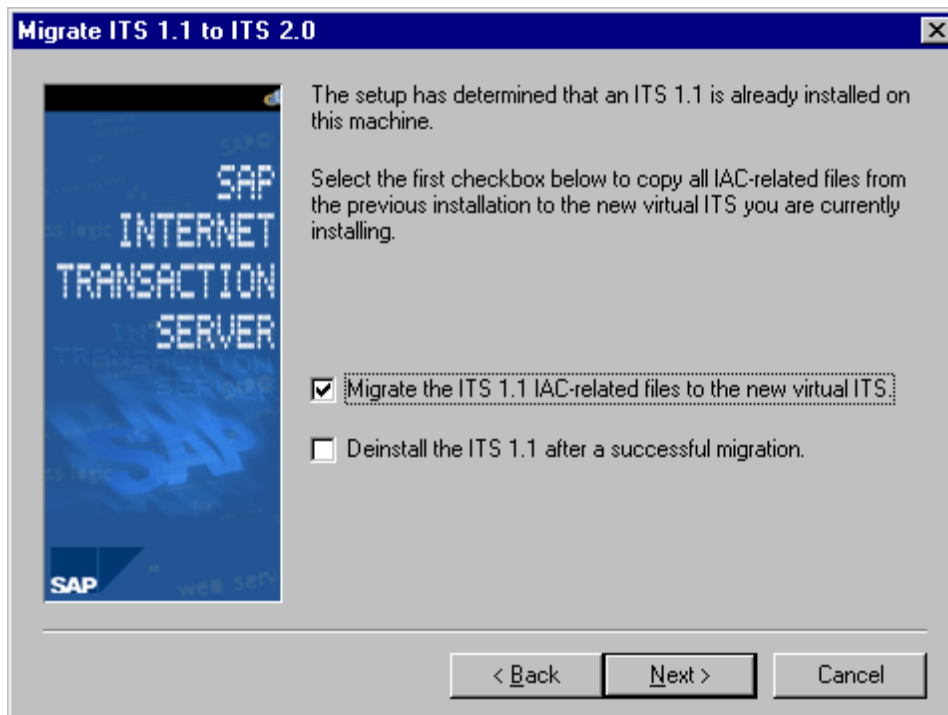 Migrate ITS 1.1 to ITS 2.0
SAP
INTERNET
TRANSACTION
SERVER
SAP
The setup has determined that an ITS 1.1 is already installed on
this machine.
Select the first checkbox below to copy all IAC-related files from
the previous installation to the new virtual ITS you are currently
installing.
Migrate the ITS 1.1 IAC-related files to the new virtual ITS.
Deinstall the ITS 1.1 after a successful migration.
SAP
< Back
Next >
Cancel